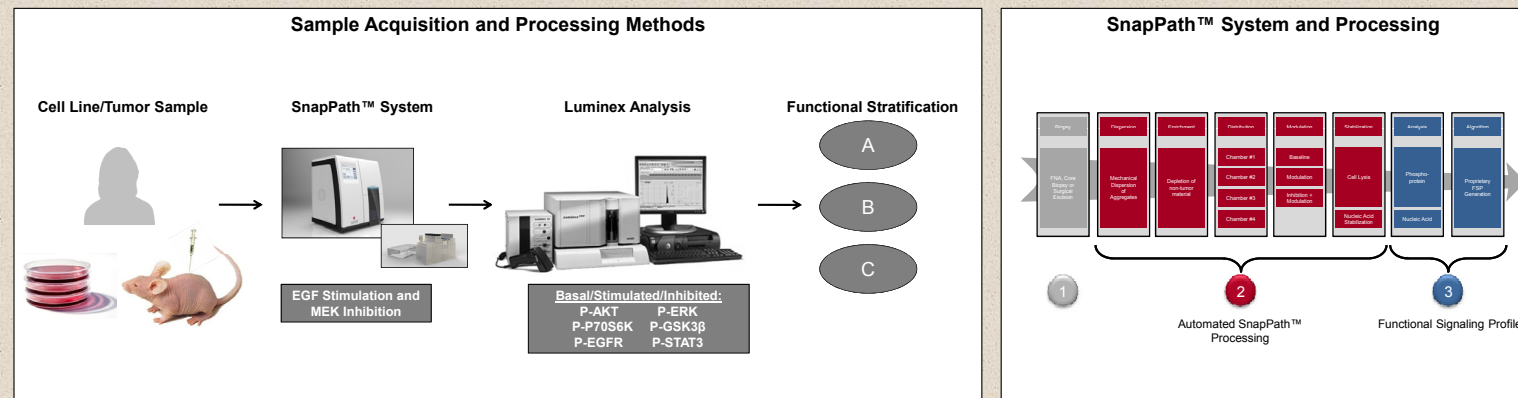 Sample Acquisition and Processing Methods
Cell Line/Tumor Sample
SnapPath™ System
Luminex Analysis
Functional Stratification
A
B
C
EGF Stimulation and
MEK Inhibition
Basal/Stimulated/Inhibited:
P-AKT P-ERK
P-P70S6K P-GSK3β
P-EGFR P-STAT3
SnapPath™ System and Processing
Biopsy
FNA, Core
Biopsy or
Surgical
Excision
Dispersion
Mechanical
Dispersion
of
Aggregates
Enrichment
Depletion of
non-tumor
material
Distribution
Chamber #1
Chamber #2
Chamber #3
Chamber #4
Modulation
Baseline
Modulation
Inhibition +
Modulation
Stabilization
Cell Lysis
Nucleic Acid
Stabilization
Analysis
Phospho-
protein
Nucleic Acid
Algorithm
Proprietary
FSP
Generation
1
2
3
Automated SnapPath™
Processing
Functional Signaling Profile